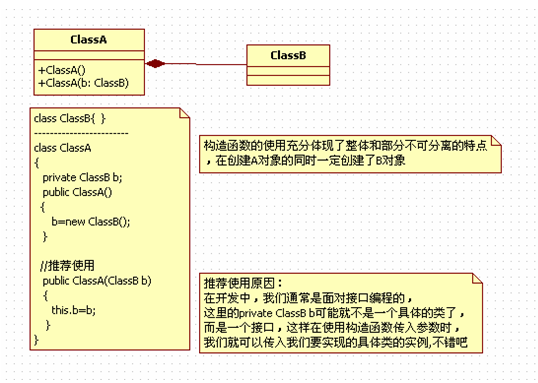 ClassA
+ClassA()
+ClassA(b: ClassB)
ClassB
class ClassB{ }
------------------------
class ClassA
{
private ClassB b;
public ClassA()
{
b=new ClassB();
}
//推荐使用
public ClassA(ClassB b)
{
this.b=b;
}
}
构造函数的使用充分体现了整体和部分不可分离的特点
，在创建A对象的同时一定创建了B对象
推荐使用原因：
在开发中，我们通常是面对接口编程的，
这里的private ClassB b可能就不是一个具体的类了，
而是一个接口，这样在使用构造函数传入参数时，
我们就可以传入我们要实现的具体类的实例,不错吧